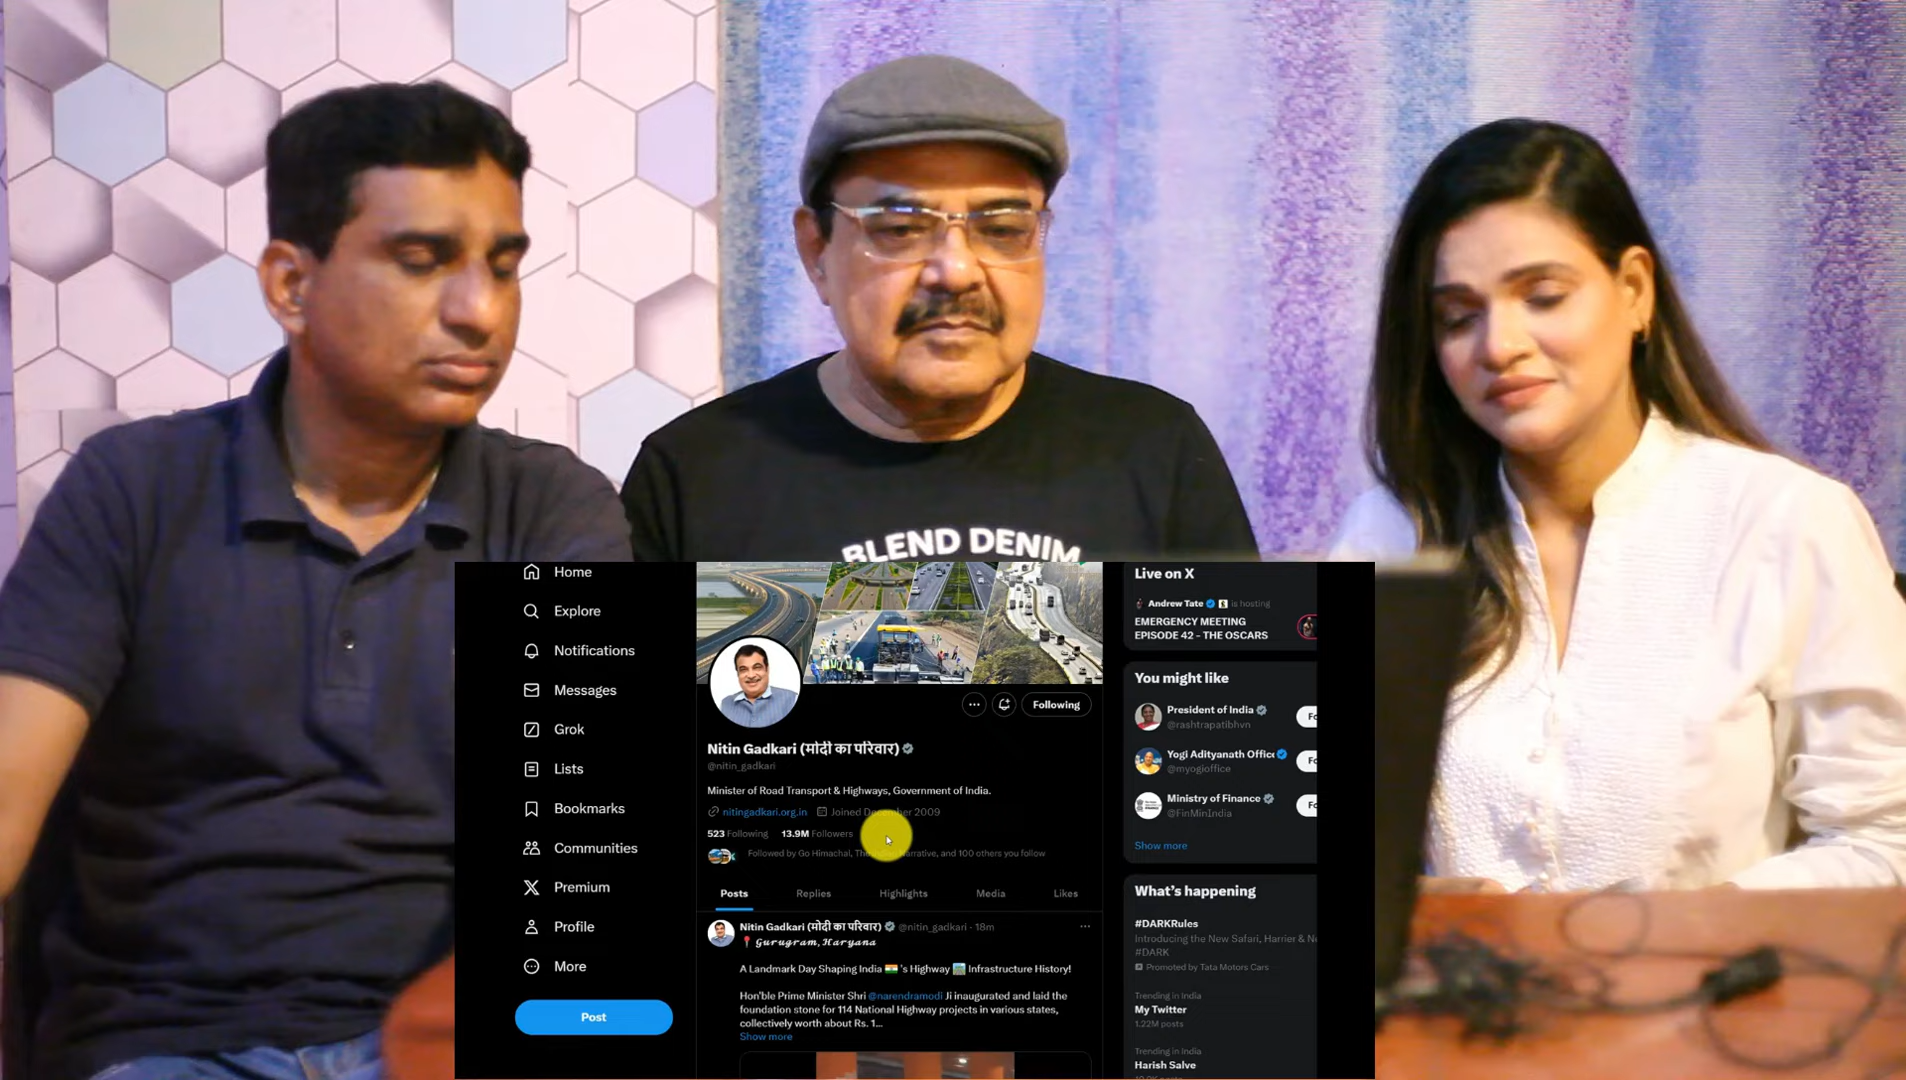 BLEND DENIM
Home
Explore
Notifications
Messages
Grok
Lists
Bookmarks
Communities
Premium
Profile
More
Post
Following
Nitin Gadkari (मोदी का परिवार)
@nitin_gadkari
Minister of Road Transport & Highways, Government of India.
nitingadkari.org.in Joined December 2009
523 Following 13.9M Followers
Followed by Go Himachal, Narrative, and 100 others you follow
Posts Replies Highlights Media Likes
Nitin Gadkari (मोदी का परिवार) @nitin_gadkari · 18m
📍 𝓖𝓾𝓻𝓾𝓰𝓻𝓪𝓶, 𝓗𝓪𝓻𝔂𝓪𝓷𝓪
A Landmark Day Shaping India 🇮🇳 's Highway 🛣️ Infrastructure History!
Hon'ble Prime Minister Shri @narendramodi Ji inaugurated and laid the
foundation stone for 114 National Highway projects in various states,
collectively worth about Rs. 1...
Show more
Live on X
Andrew Tate is hosting
EMERGENCY MEETING
EPISODE 42 - THE OSCARS
You might like
President of India
@rashtrapatibhvn
Fo
Yogi Adityanath Office
@myogioffice
Fo
Ministry of Finance
@FinMinIndia
Fo
Show more
What's happening
#DARKRules
Introducing the New Safari, Harrier & N
#DARK
Promoted by Tata Motors Cars
Trending in India
My Twitter
1.22M posts
Trending in India
Harish Salve